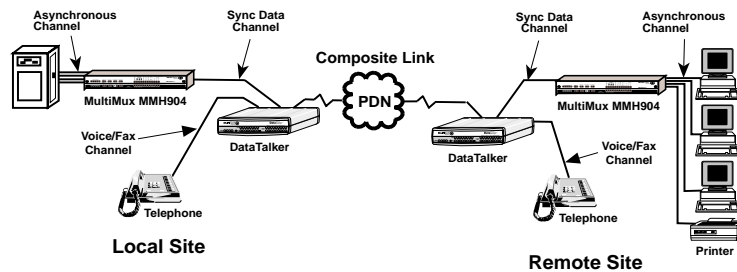 Asynchronous
Channel
Sync Data
Channel
Composite Link
Sync Data
Channel
Asynchronous
Channel
MultiMux MMH904
PDN
MultiMux MMH904
Voice/Fax
Channel
DataTalker
DataTalker
Voice/Fax
Channel
Telephone
Telephone
Printer
Local Site
Remote Site